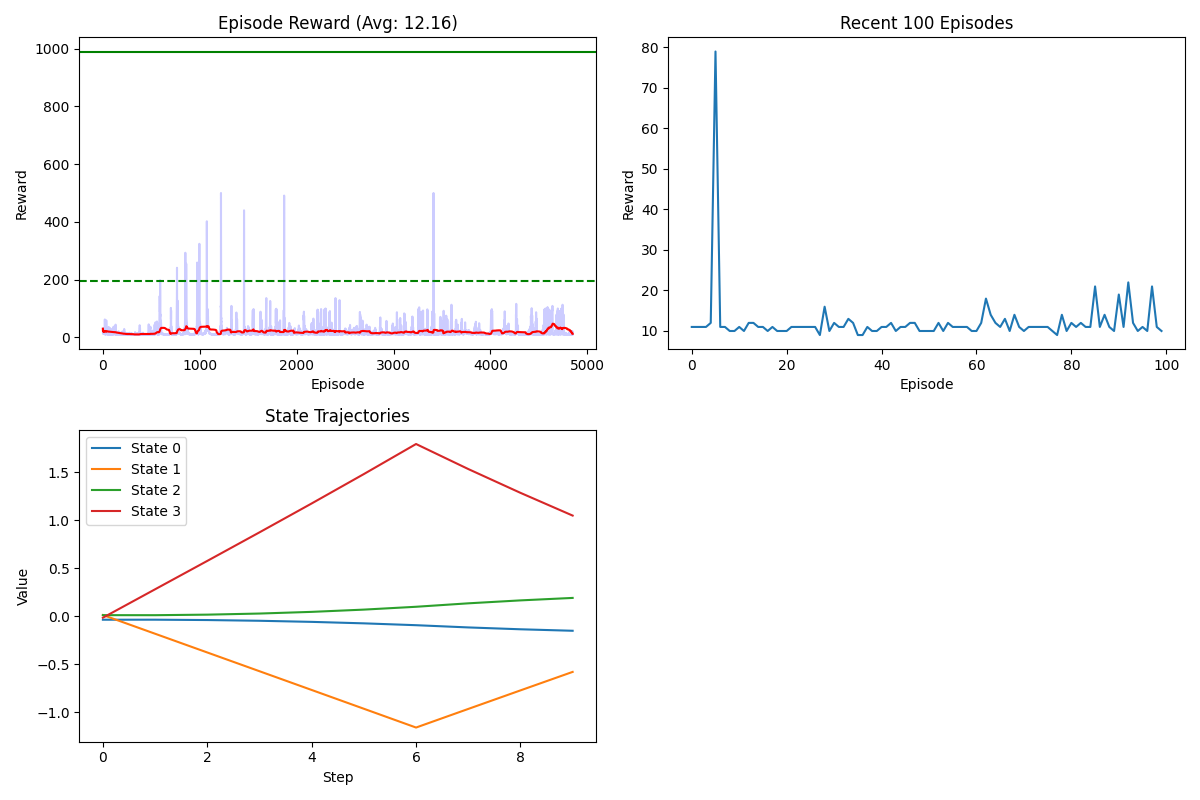 Episode Reward (Avg: 12.16)
Reward
1000
800
600
400
200
0
0 1000 2000 3000 4000 5000
Episode
Recent 100 Episodes
Reward
80
70
60
50
40
30
20
10
0 20 40 60 80 100
Episode
State Trajectories
Value
1.5
1.0
0.5
0.0
−0.5
−1.0
State 0
State 1
State 2
State 3
0 2 4 6 8
Step